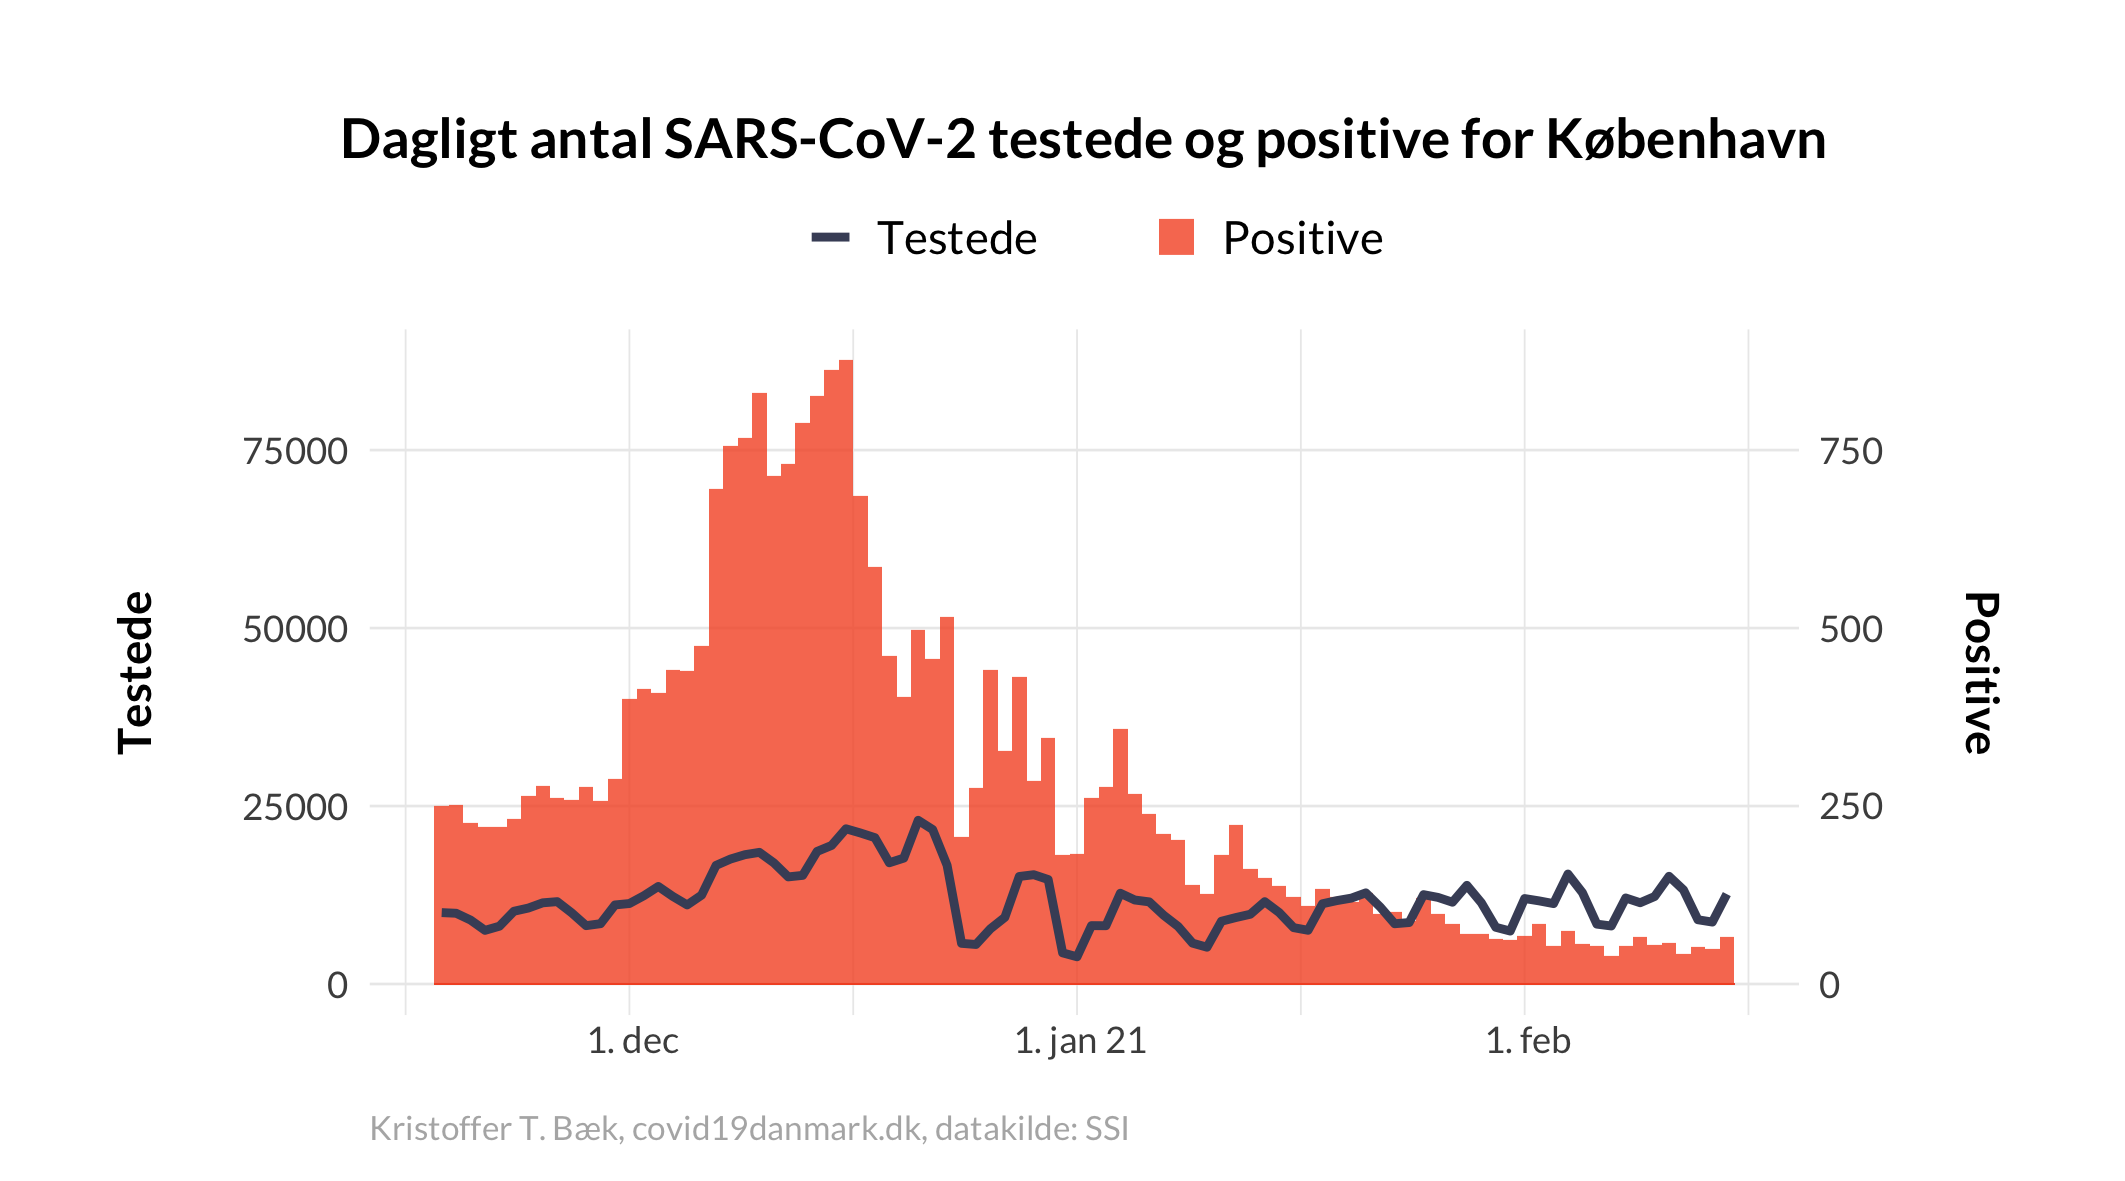 Dagligt antal SARS-CoV-2 testede og positive for København
Testede
Positive
75000
50000
25000
0
Testede
750
500
250
0
Positive
1. dec
1. jan 21
1. feb
Kristoffer T. Bæk, covid19danmark.dk, datakilde: SSI